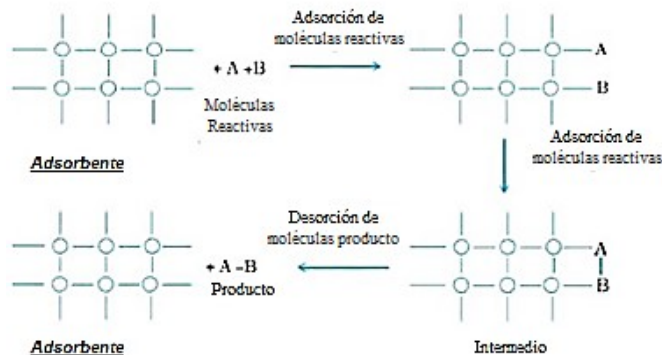 Adsorción de
moléculas reactivas
+ A +B
Moléculas
Reactivas
A
B
Adsorbente
Adsorción de
moléculas reactivas
Desorción de
moléculas producto
+ A –B
Producto
A
B
Adsorbente
Intermedio